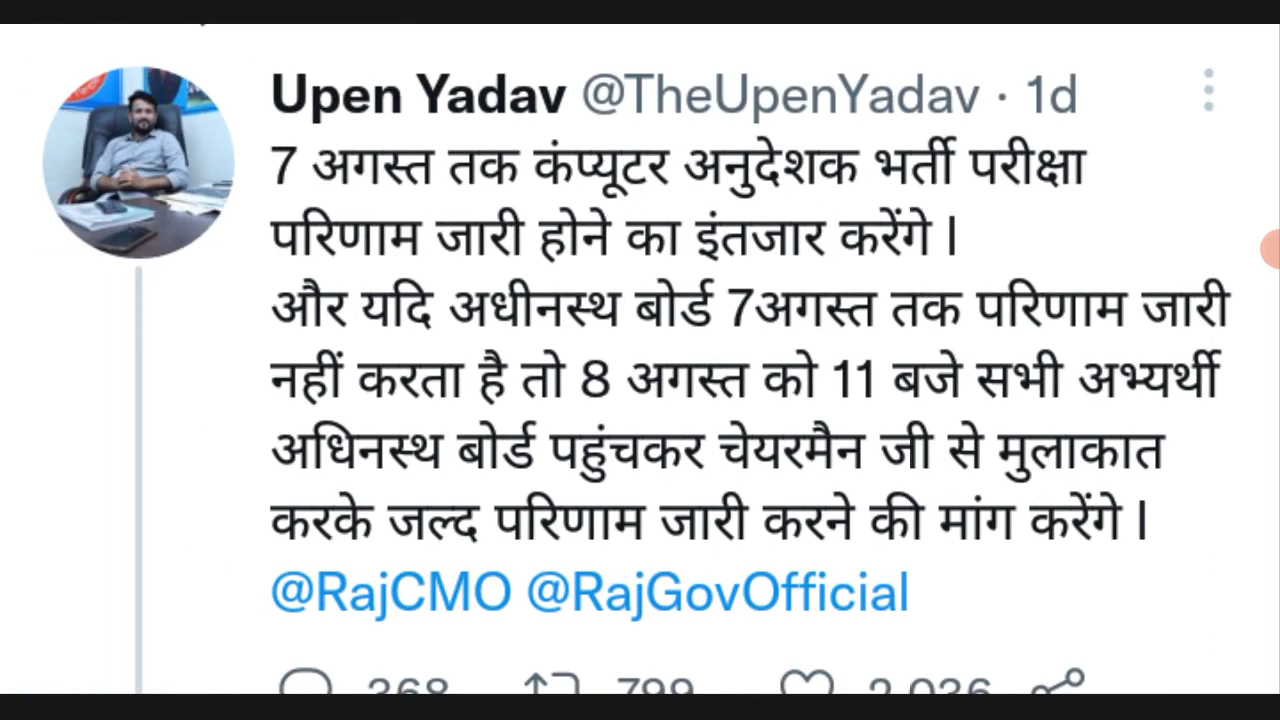 Upen Yadav @TheUpenYadav · 1d
7 अगस्त तक कंप्यूटर अनुदेशक भर्ती परीक्षा
परिणाम जारी होने का इंतजार करेंगे |
और यदि अधीनस्थ बोर्ड 7अगस्त तक परिणाम जारी
नहीं करता है तो 8 अगस्त को 11 बजे सभी अभ्यर्थी
अधिनस्थ बोर्ड पहुंचकर चेयरमैन जी से मुलाकात
करके जल्द परिणाम जारी करने की मांग करेंगे |
@RajCMO @RajGovOfficial
368 799 2,036